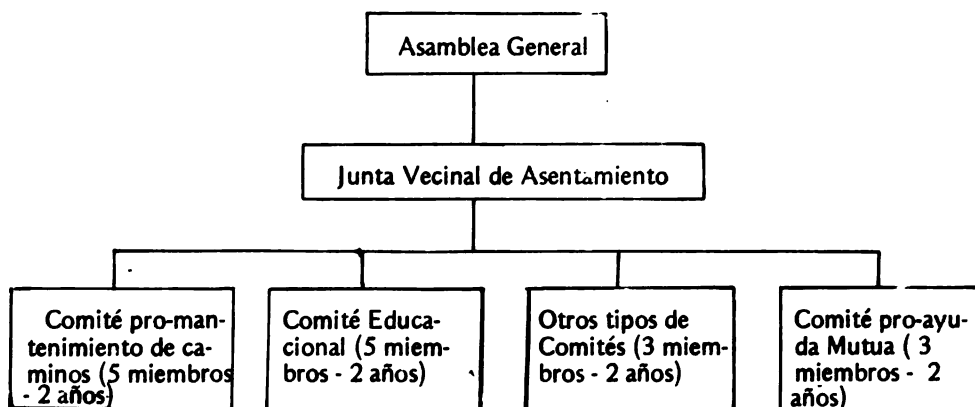 Asamblea General
Junta Vecinal de Asentamiento
Comité pro-man-
tenimiento de ca-
minos (5 miembros
- 2 años)
Comité Educa-
cional (5 miem-
bros - 2 años)
Otros tipos de
Comités (3 miem-
bros - 2 años)
Comité pro-ayu-
da Mutua ( 3
miembros - 2
años)